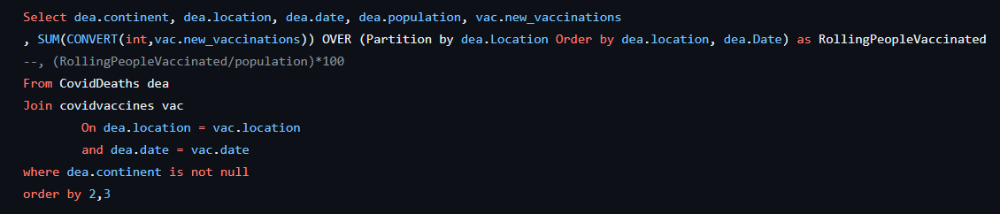 Select dea.continent, dea.location, dea.date, dea.population, vac.new_vaccinations
, SUM(CONVERT(int,vac.new_vaccinations)) OVER (Partition by dea.Location Order by dea.location, dea.Date) as RollingPeopleVaccinated
--, (RollingPeopleVaccinated/population)*100
From CovidDeaths dea
Join covidvaccines vac
On dea.location = vac.location
and dea.date = vac.date
where dea.continent is not null
order by 2,3